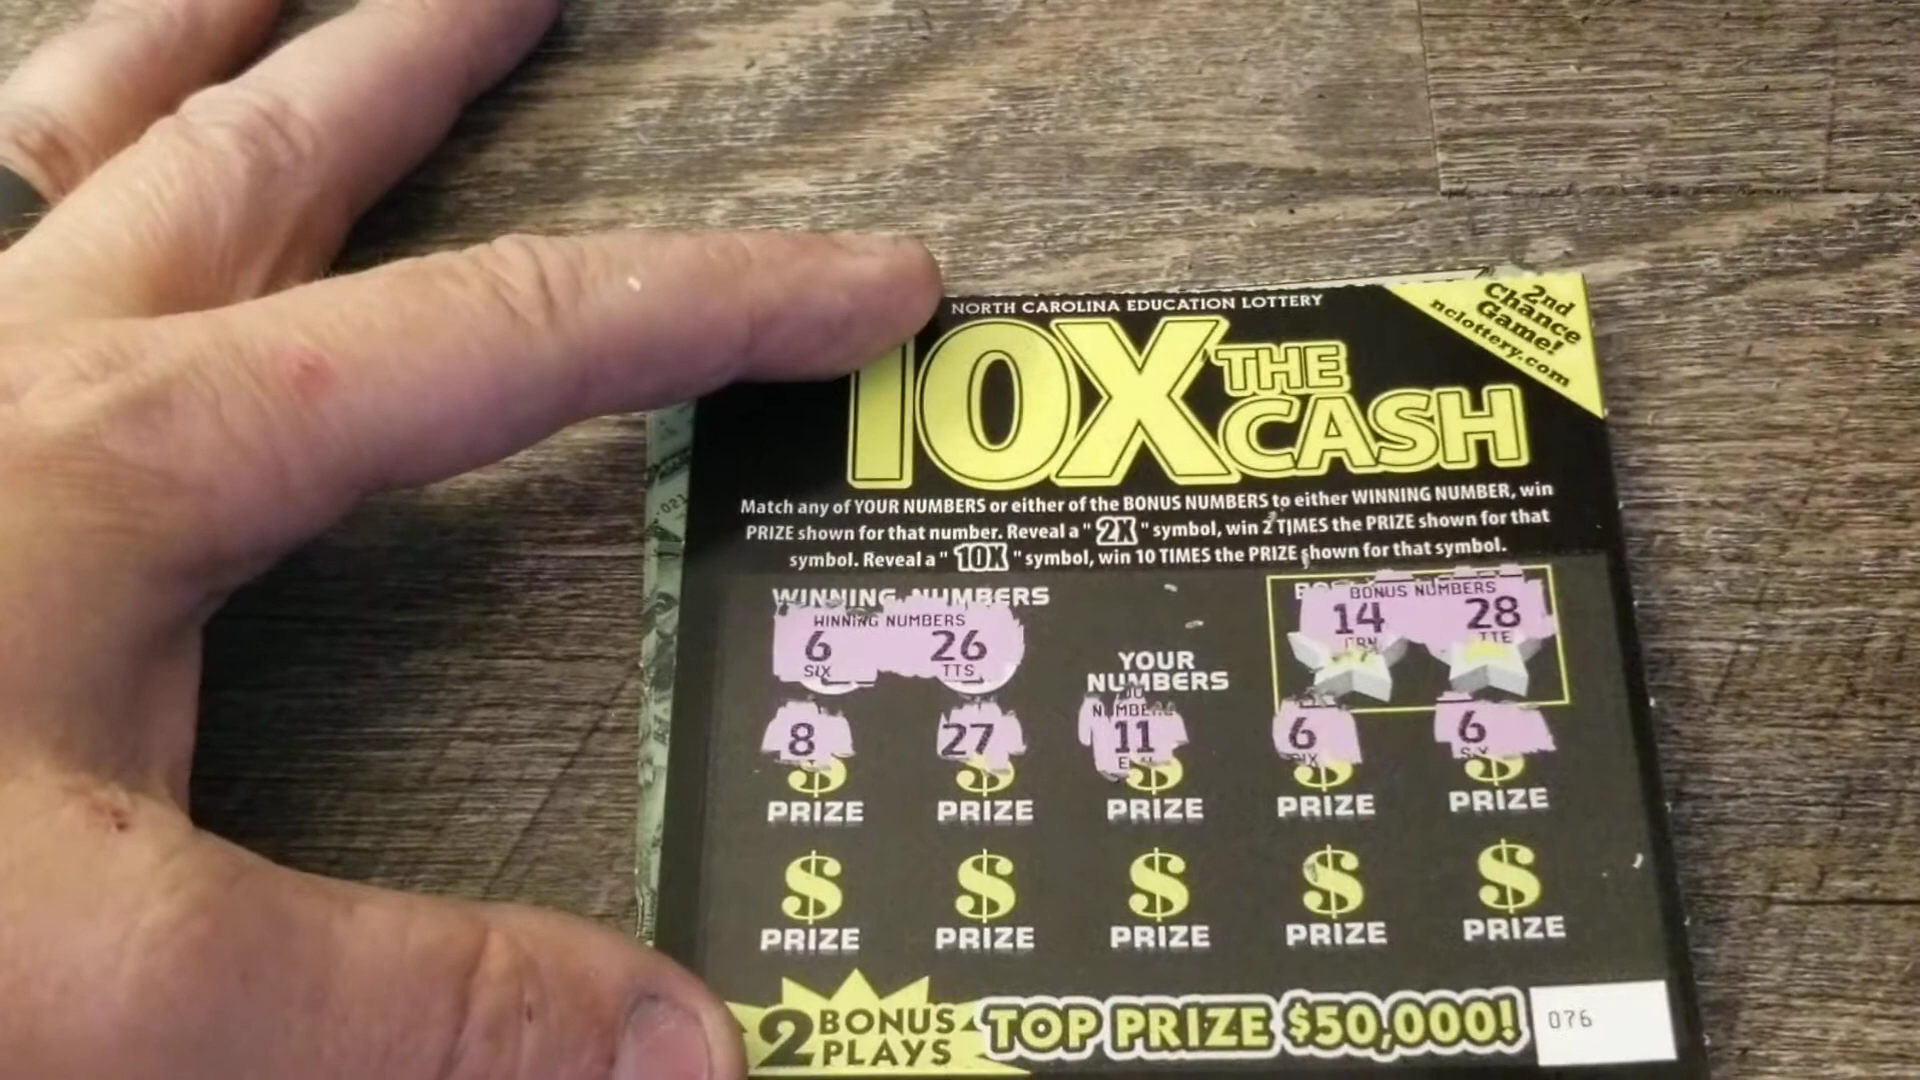 NORTH CAROLINA EDUCATION LOTTERY
2nd
Chance
Game!
nclottery.com
10X THE
CASH
Match any of YOUR NUMBERS or either of the BONUS NUMBERS to either WINNING NUMBER, win
PRIZE shown for that number. Reveal a "2X" symbol, win 2 TIMES the PRIZE shown for that
symbol. Reveal a "10X" symbol, win 10 TIMES the PRIZE shown for that symbol.
WINNING NUMBERS
WINNING NUMBERS
6 26
SIX TTS
BONUS NUMBERS
14 28
TTE
YOUR
NUMBERS
8 27 11 6 6
$ $ $ $ $
PRIZE PRIZE PRIZE PRIZE PRIZE
$ $ $ $ $
PRIZE PRIZE PRIZE PRIZE PRIZE
2 BONUS
PLAYS
TOP PRIZE $50,000!
076